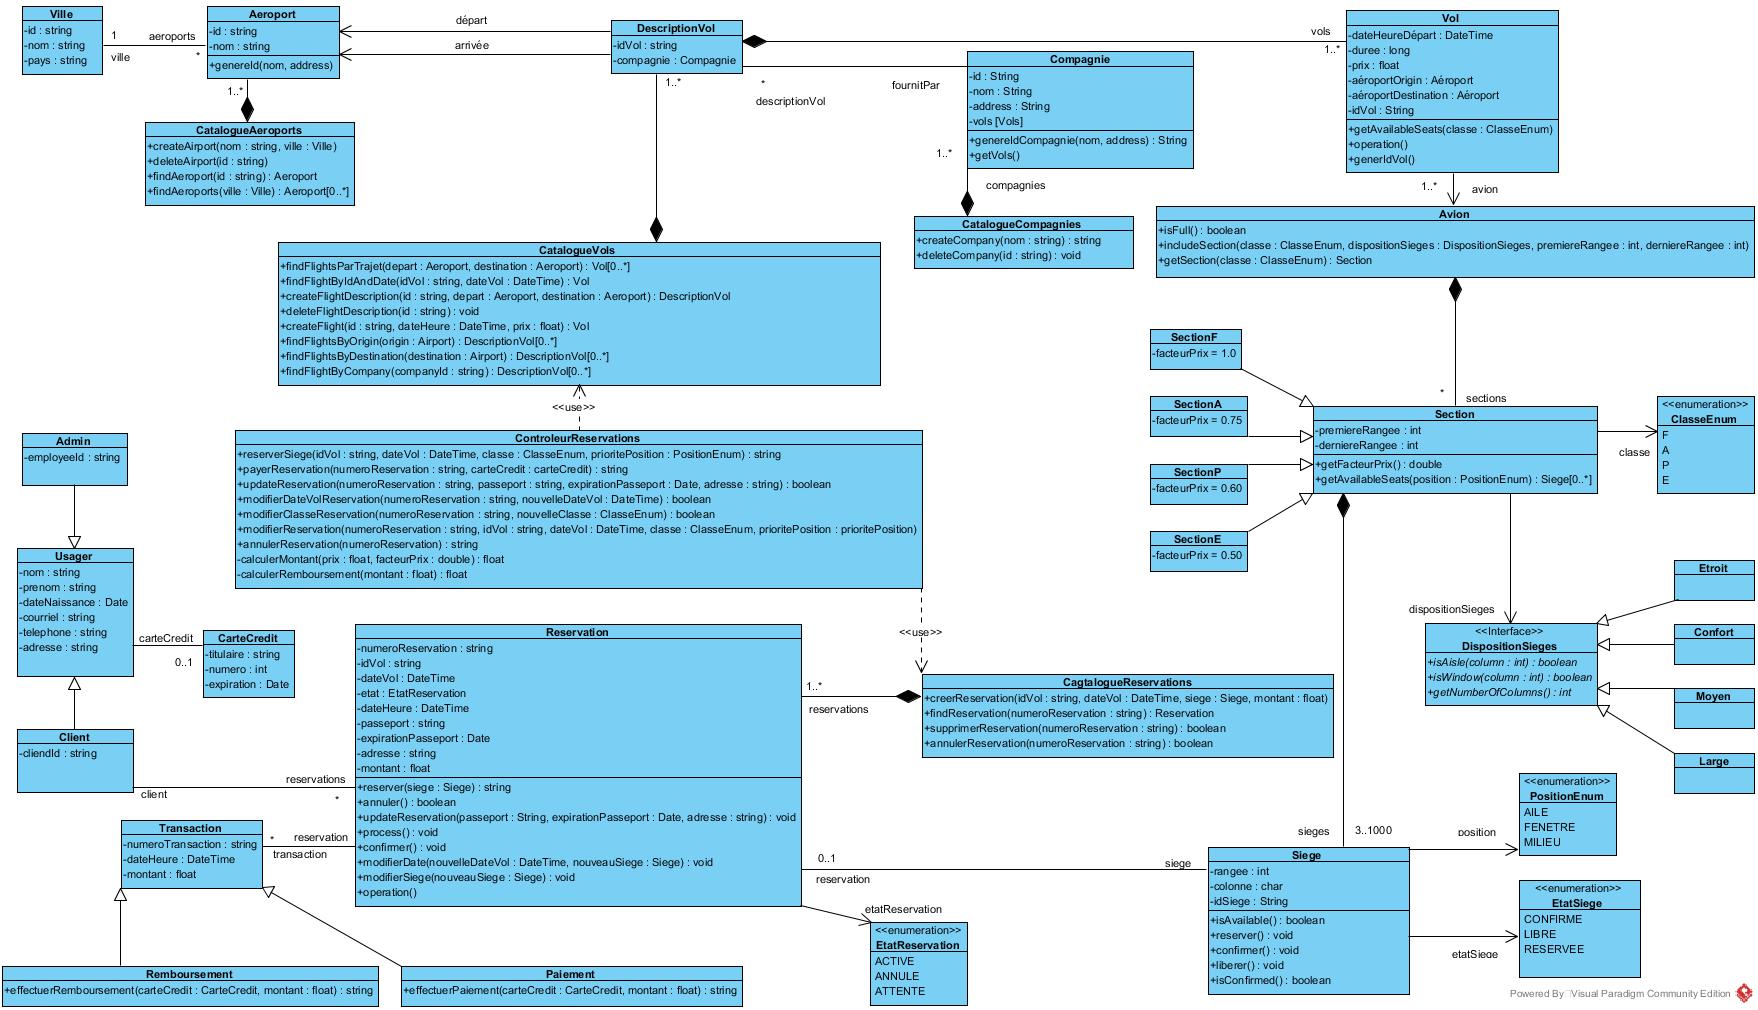 Ville
-id : string
-nom : string
-pays : string
1
aeroports
ville
*
Aeroport
-id : string
-nom : string
+genereId(nom, address)
1..*
CatalogueAeroports
+createAirport(nom : string, ville : Ville)
+deleteAirport(id : string)
+findAeroport(id : string) : Aeroport
+findAeroports(ville : Ville) : Aeroport[0..*]
départ
arrivée
DescriptionVol
-idVol : string
-compagnie : Compagnie
1..*
*
descriptionVol
fournitPar
vols
1..*
Compagnie
-id : String
-nom : String
-address : String
-vols [Vols]
+genereIdCompagnie(nom, address) : String
+getVols()
1..*
compagnies
CatalogueCompagnies
+createCompany(nom : string) : string
+deleteCompany(id : string) : void
Vol
-dateHeureDépart : DateTime
-duree : long
-prix : float
-aéroportOrigin : Aéroport
-aéroportDestination : Aéroport
-idVol : String
+getAvailableSeats(classe : ClasseEnum)
+operation()
+generIdVol()
1..*
avion
Avion
+isFull() : boolean
+includeSection(classe : ClasseEnum, dispositionSieges : DispositionSieges, premiereRangee : int, derniereRangee : int)
+getSection(classe : ClasseEnum) : Section
CatalogueVols
+findFlightsParTrajet(depart : Aeroport, destination : Aeroport) : Vol[0..*]
+findFlightByIdAndDate(idVol : string, dateVol : DateTime) : Vol
+createFlightDescription(id : string, depart : Aeroport, destination : Aeroport) : DescriptionVol
+deleteFlightDescription(id : string) : void
+createFlight(id : string, dateHeure : DateTime, prix : float) : Vol
+findFlightsByOrigin(origin : Airport) : DescriptionVol[0..*]
+findFlightsByDestination(destination : Airport) : DescriptionVol[0..*]
+findFlightByCompany(companyId : string) : DescriptionVol[0..*]
<<use>>
ControleurReservations
+reserverSiege(idVol : string, dateVol : DateTime, classe : ClasseEnum, prioritePosition : PositionEnum) : string
+payerReservation(numeroReservation : string, carteCredit : carteCredit) : string
+updateReservation(numeroReservation : string, passeport : string, expirationPasseport : Date, adresse : string) : boolean
+modifierDateVolReservation(numeroReservation : string, nouvelleDateVol : DateTime) : boolean
+modifierClasseReservation(numeroReservation : string, nouvelleClasse : ClasseEnum) : boolean
+modifierReservation(numeroReservation : string, idVol : string, dateVol : DateTime, classe : ClasseEnum, prioritePosition : prioritePosition)
+annulerReservation(numeroReservation) : string
-calculerMontant(prix : float, facteurPrix : double) : float
-calculerRemboursement(montant : float) : float
<<use>>
SectionF
-facteurPrix = 1.0
SectionA
-facteurPrix = 0.75
SectionP
-facteurPrix = 0.60
SectionE
-facteurPrix = 0.50
*
sections
Section
-premiereRangee : int
-derniereRangee : int
+getFacteurPrix() : double
+getAvailableSeats(position : PositionEnum) : Siege[0..*]
classe
<<enumeration>>
ClasseEnum
F
A
P
E
Admin
-employeeId : string
Usager
-nom : string
-prenom : string
-dateNaissance : Date
-courriel : string
-telephone : string
-adresse : string
carteCredit
0..1
CarteCredit
-titulaire : string
-numero : int
-expiration : Date
Client
-cliendId : string
client
reservations
*
Reservation
-numeroReservation : string
-idVol : string
-dateVol : DateTime
-etat : EtatReservation
-dateHeure : DateTime
-passeport : string
-expirationPasseport : Date
-adresse : string
-montant : float
+reserver(siege : Siege) : string
+annuler() : boolean
+updateReservation(passeport : String, expirationPasseport : Date, adresse : string) : void
+process() : void
+confirmer() : void
+modifierDate(nouvelleDateVol : DateTime, nouveauSiege : Siege) : void
+modifierSiege(nouveauSiege : Siege) : void
+operation()
1..*
reservations
CagtalogueReservations
+creerReservation(idVol : string, dateVol : DateTime, siege : Siege, montant : float)
+findReservation(numeroReservation : string) : Reservation
+supprimerReservation(numeroReservation : string) : boolean
+annulerReservation(numeroReservation : string) : boolean
dispositionSieges
<<Interface>>
DispositionSieges
+isAisle(column : int) : boolean
+isWindow(column : int) : boolean
+getNumberOfColumns() : int
Etroit
Confort
Moyen
Large
Transaction
-numeroTransaction : string
-dateHeure : DateTime
-montant : float
*
reservation
transaction
Remboursement
+effectuerRemboursement(carteCredit : CarteCredit, montant : float) : string
Paiement
+effectuerPaiement(carteCredit : CarteCredit, montant : float) : string
etatReservation
<<enumeration>>
EtatReservation
ACTIVE
ANNULE
ATTENTE
0..1
reservation
siege
sieges
3..1000
Siege
-rangee : int
-colonne : char
-idSiege : String
+isAvailable() : boolean
+reserver() : void
+confirmer() : void
+liberer() : void
+isConfirmed() : boolean
position
<<enumeration>>
PositionEnum
AILE
FENETRE
MILIEU
etatSiege
<<enumeration>>
EtatSiege
CONFIRME
LIBRE
RESERVEE
Powered By Visual Paradigm Community Edition